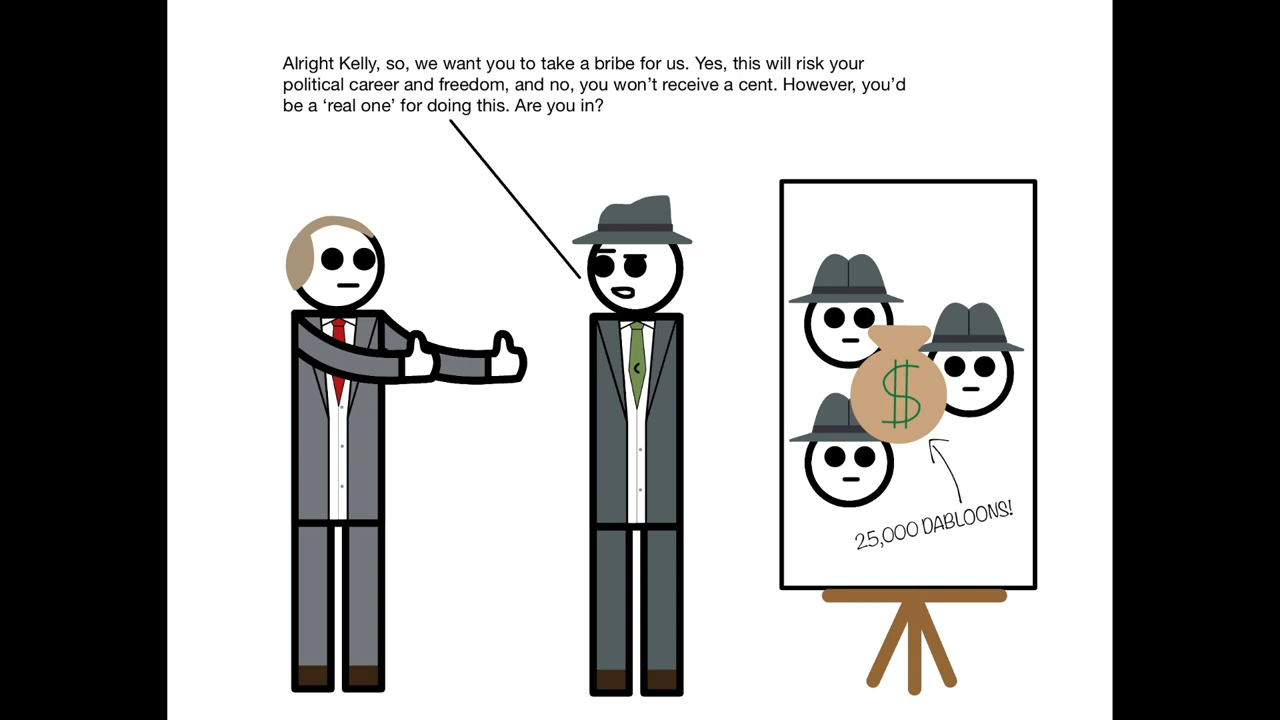 Alright Kelly, so, we want you to take a bribe for us. Yes, this will risk your
political career and freedom, and no, you won’t receive a cent. However, you’d
be a ‘real one’ for doing this. Are you in?
$
25,000 DABLOONS!